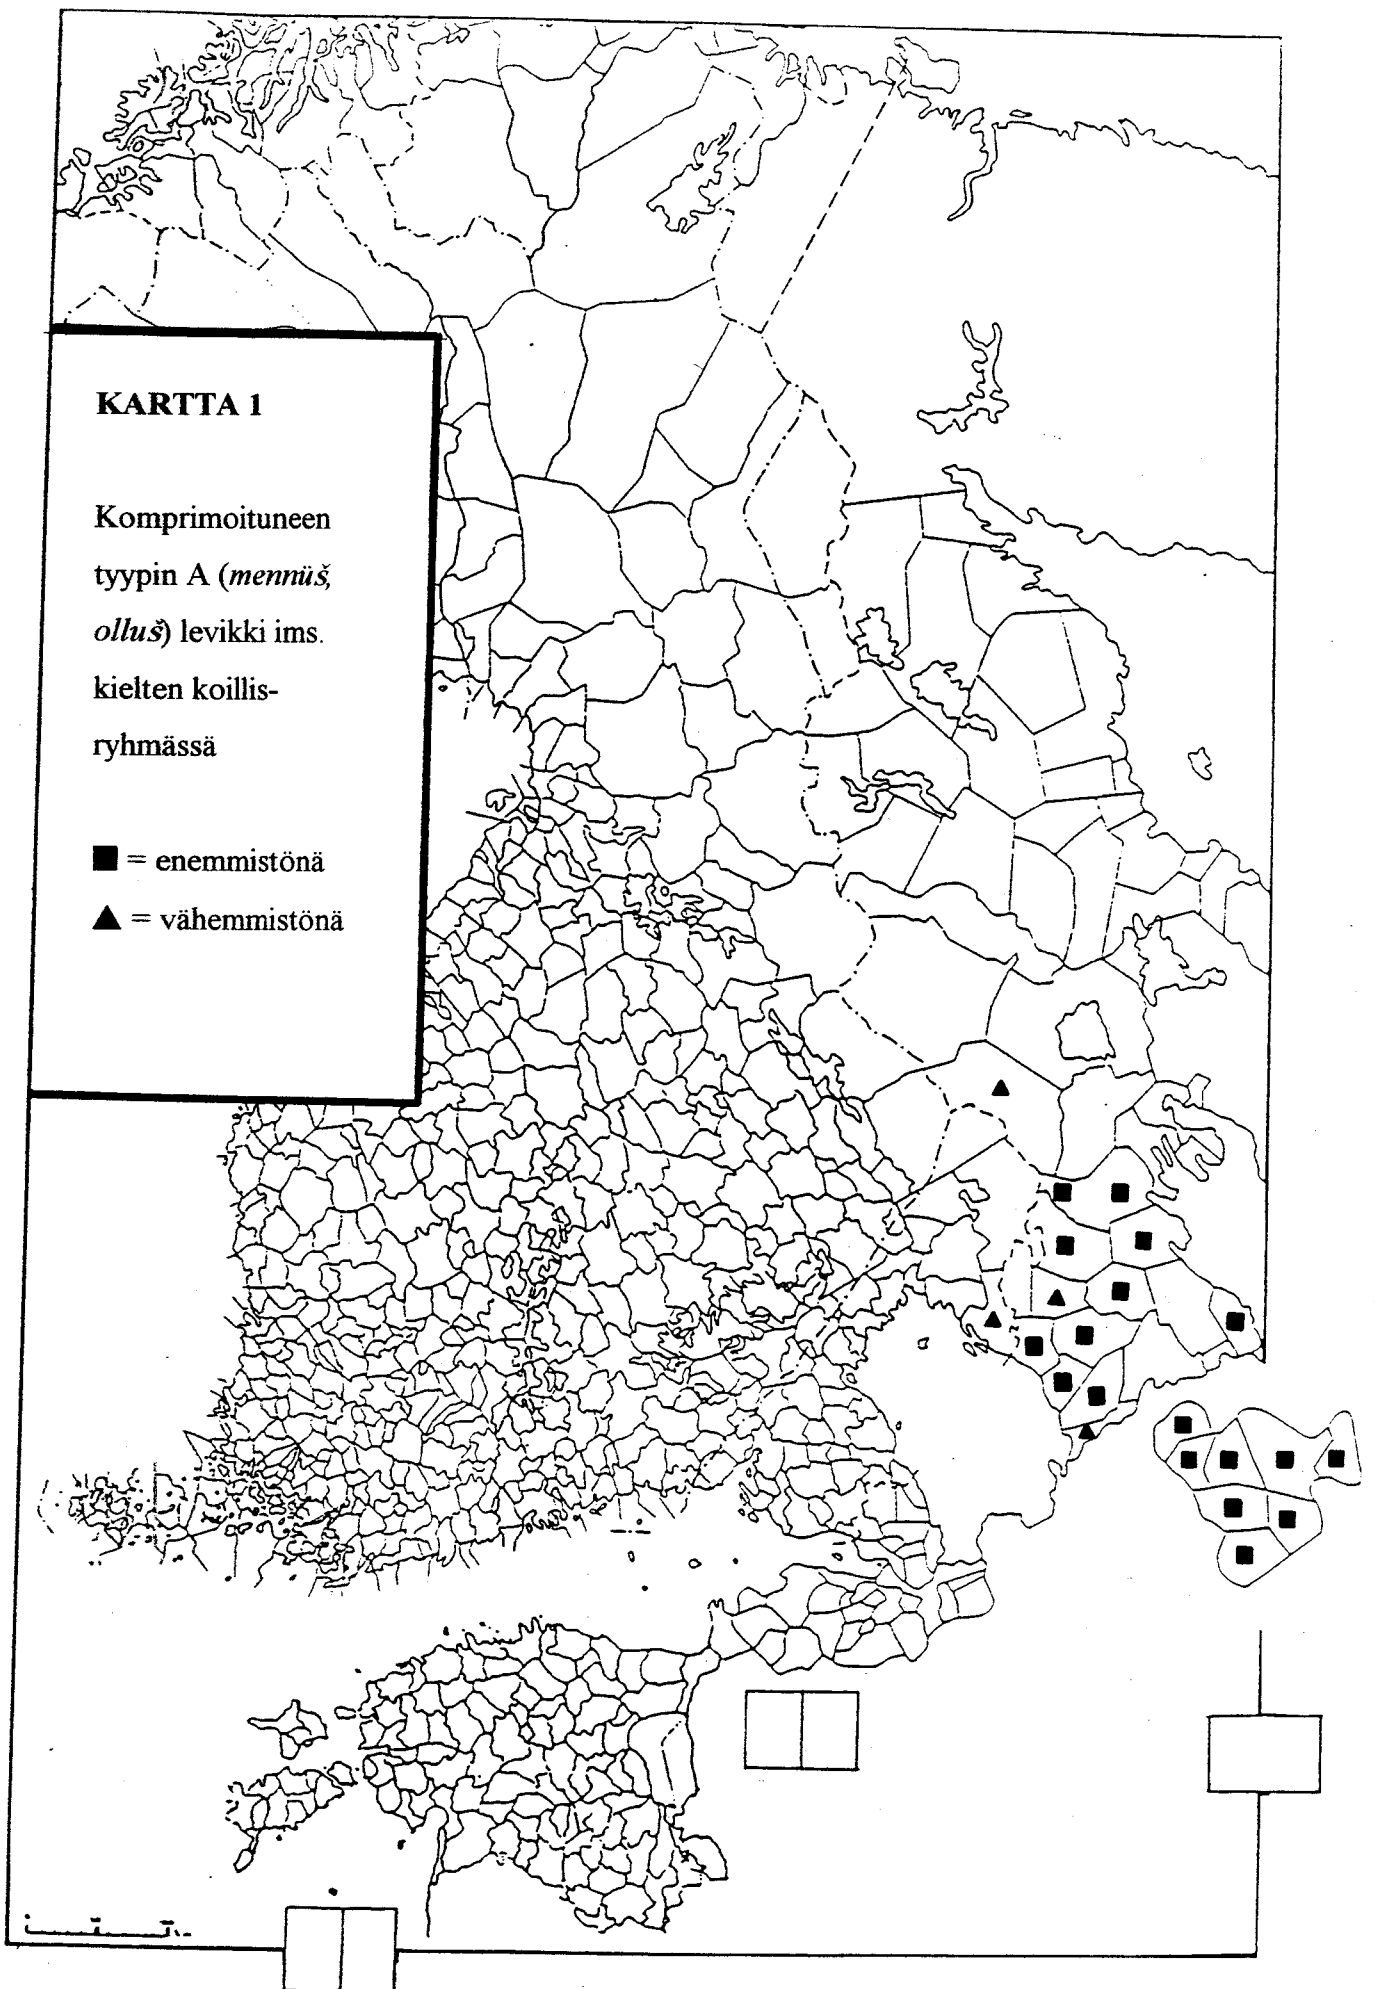 KARTTA 1
Komprimoituneen
tyypin A (mennüš,
olluš) levikki ims.
kielten koillis-
ryhmässä
■ = enemmistönä
▲ = vähemmistönä